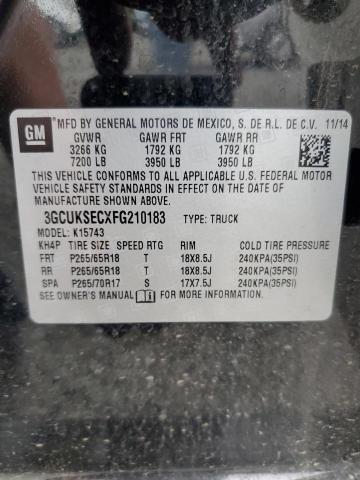 GM
MFD BY GENERAL MOTORS DE MEXICO, S. DE R.L. DE C.V. 11/14
GVWR GAWR FRT GAWR RR
3266 KG 1792 KG 1792 KG
7200 LB 3950 LB 3950 LB
THIS VEHICLE CONFORMS TO ALL APPLICABLE U.S. FEDERAL MOTOR
VEHICLE SAFETY STANDARDS IN EFFECT ON THE DATE OF
MANUFACTURE SHOWN ABOVE.
3GCUKSECXFG210183 TYPE: TRUCK
MODEL: K15743
KH4P TIRE SIZE SPEED RTG RIM COLD TIRE PRESSURE
FRT P265/65R18 T 18X8.5J 240KPA(35PSI)
RR P265/65R18 T 18X8.5J 240KPA(35PSI)
SPA P265/70R17 S 17X7.5J 240KPA(35PSI)
SEE OWNER'S MANUAL FOR MORE INFORMATION.